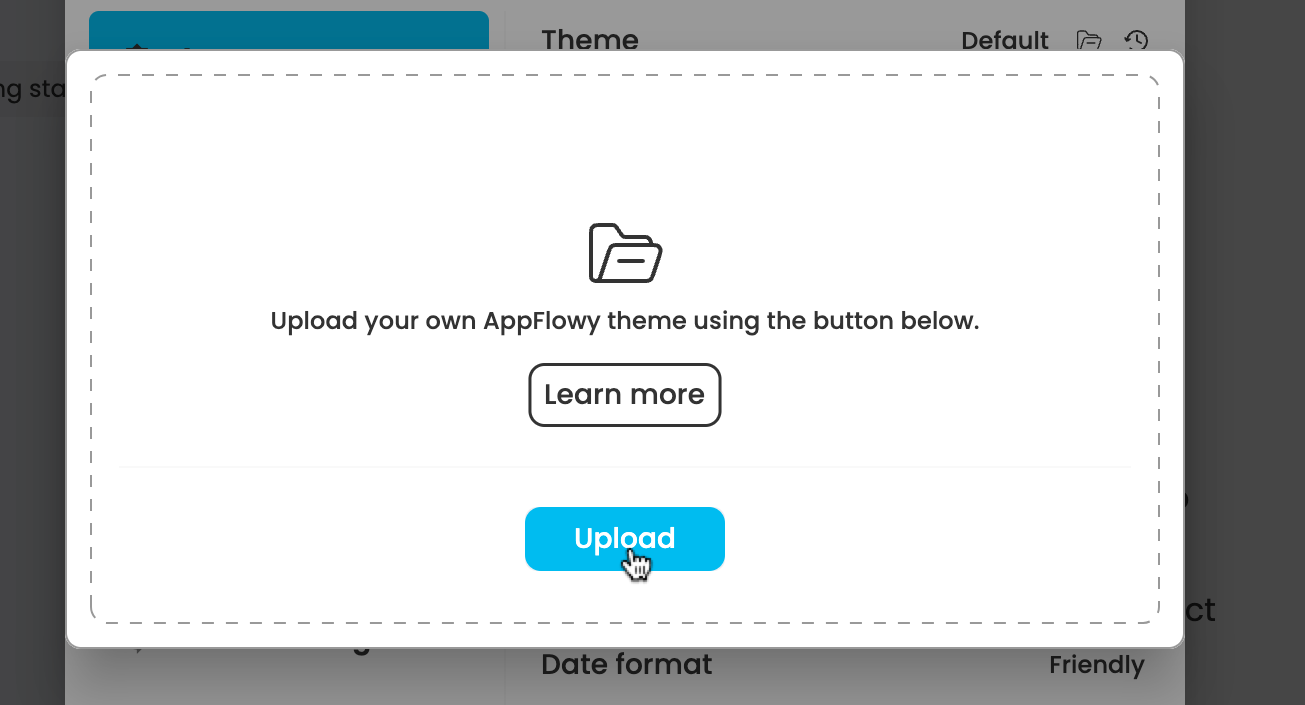 Theme
Default
Upload your own AppFlowy theme using the button below.
Learn more
Upload
Date format
Friendly